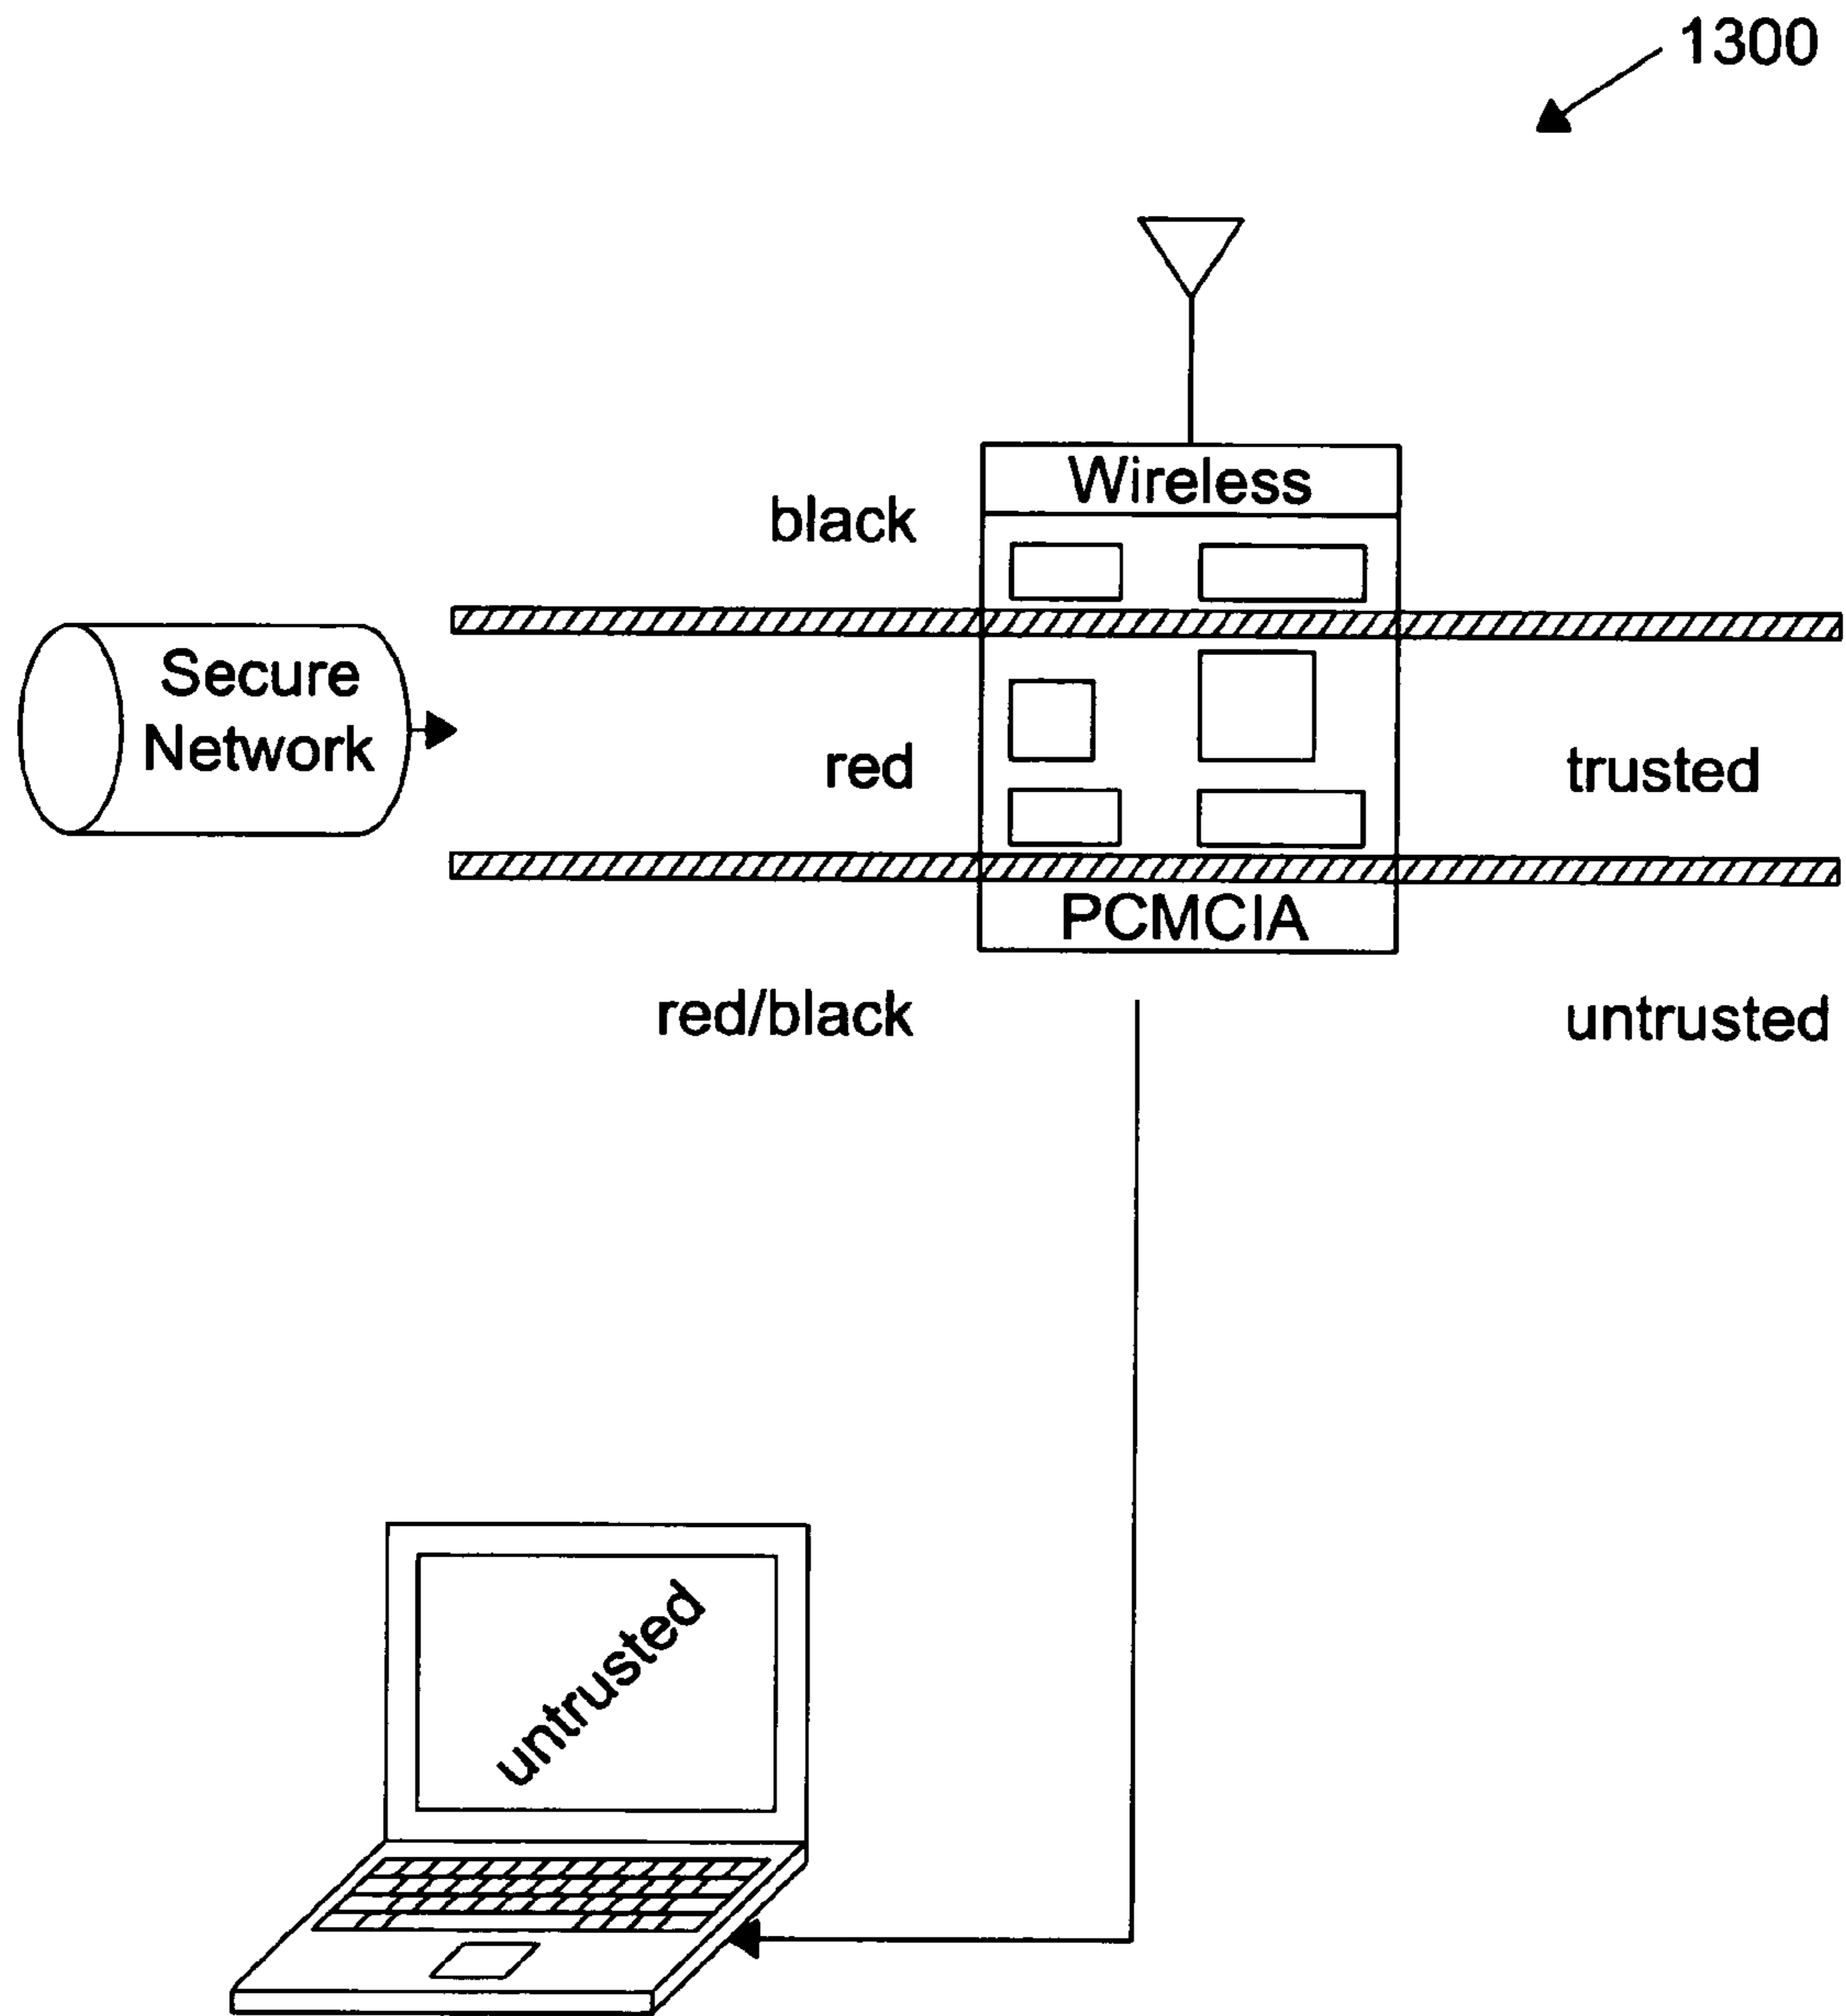 1300
Wireless
black
Secure
Network
red
trusted
PCMCIA
red/black
untrusted
untrusted